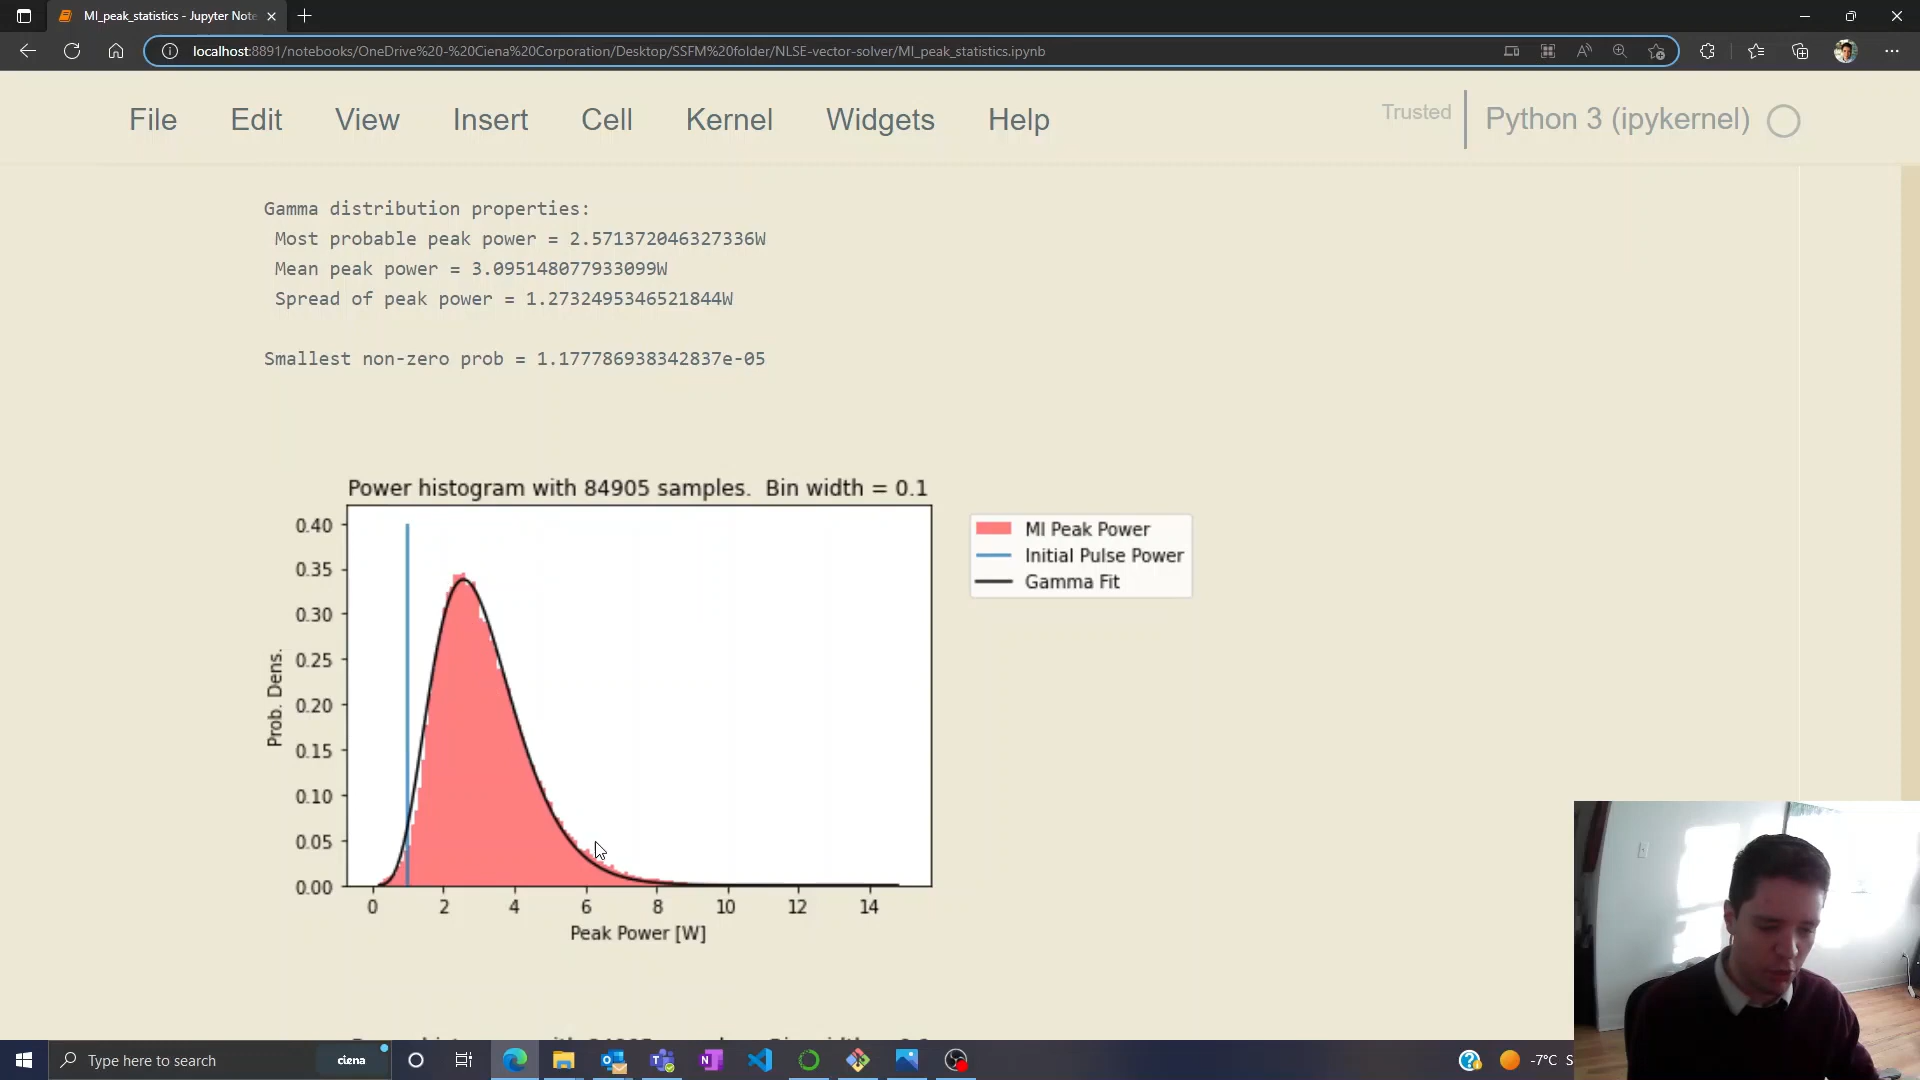 MI_peak_statistics - Jupyter Note
localhost:8891/notebooks/OneDrive%20-%20Ciena%20Corporation/Desktop/SSFM%20folder/NLSE-vector-solver/MI_peak_statistics.ipynb
File Edit View Insert Cell Kernel Widgets Help Trusted Python 3 (ipykernel)
Gamma distribution properties:
Most probable peak power = 2.571372046327336W
Mean peak power = 3.095148077933099W
Spread of peak power = 1.2732495346521844W
Smallest non-zero prob = 1.177786938342837e-05
Power histogram with 84905 samples. Bin width = 0.1
0.40
0.35
0.30
0.25
0.20
0.15
0.10
0.05
0.00
Prob. Dens.
0 2 4 6 8 10 12 14
Peak Power [W]
MI Peak Power
Initial Pulse Power
Gamma Fit
Type here to search
ciena
-7°C S